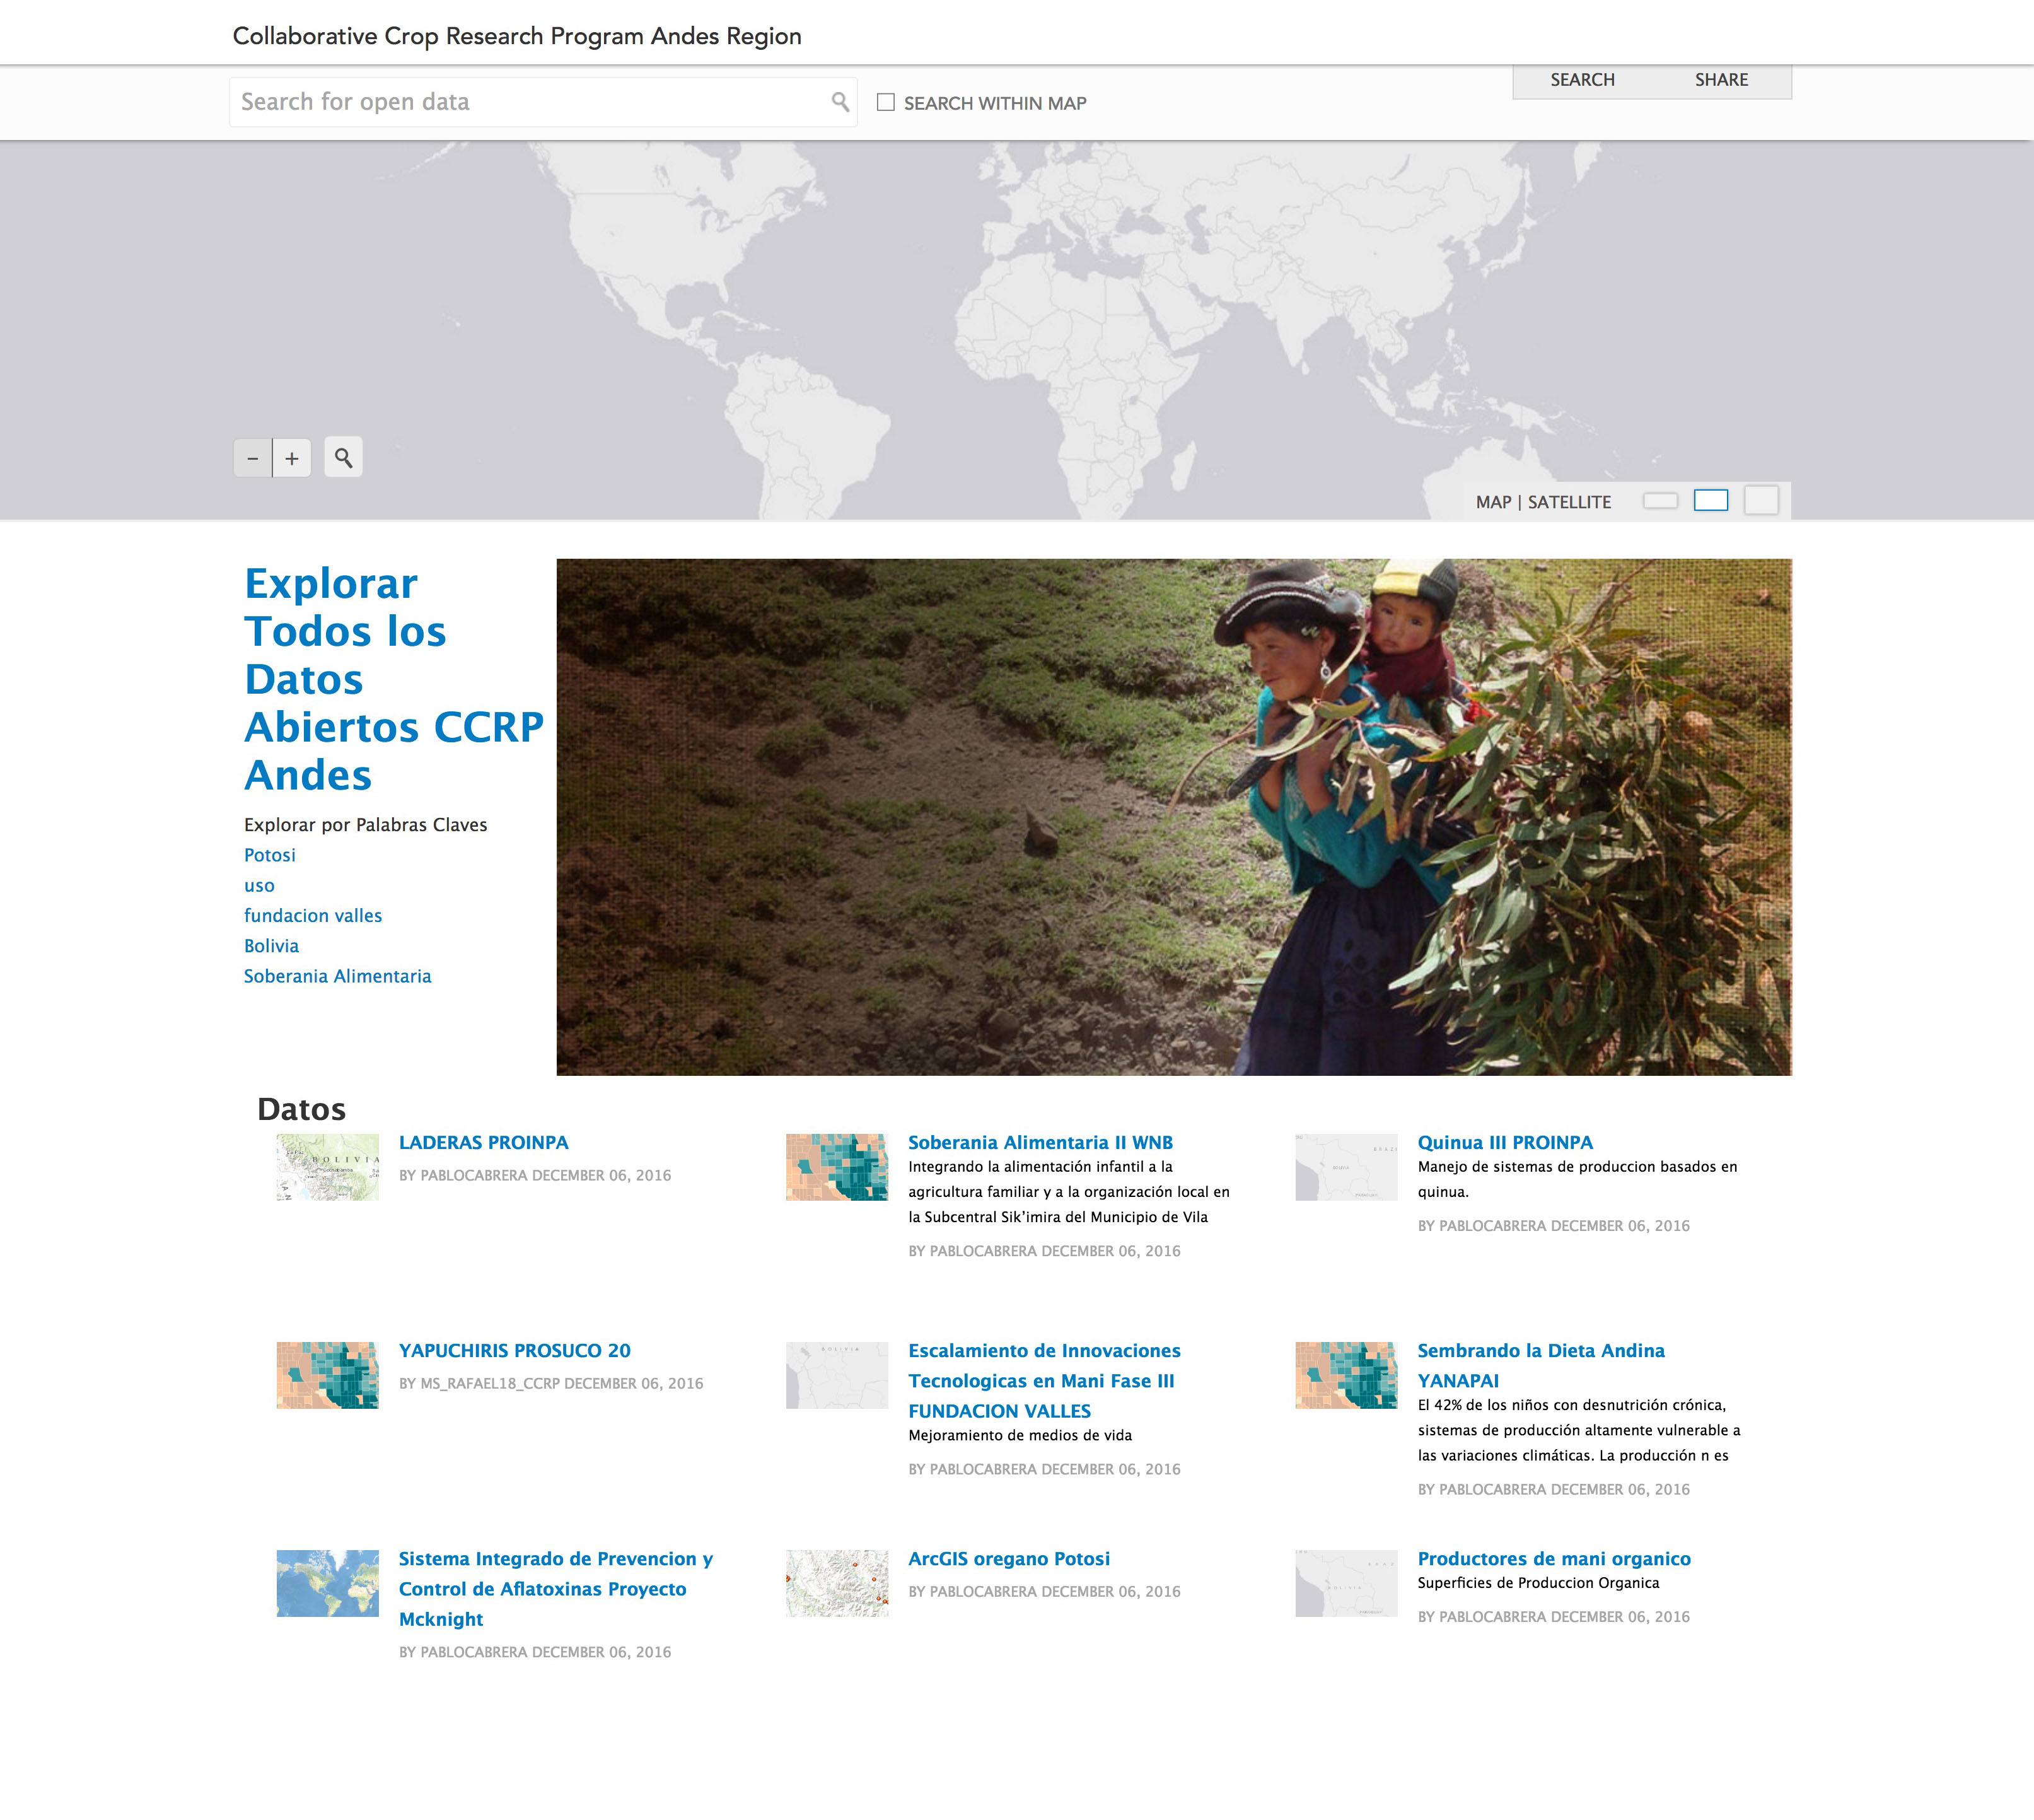 Collaborative Crop Research Program Andes Region
Search for open data
SEARCH WITHIN MAP
SEARCH
SHARE
MAP | SATELLITE
Explorar
Todos los
Datos
Abiertos CCRP
Andes
Explorar por Palabras Claves
Potosi
uso
fundacion valles
Bolivia
Soberania Alimentaria
Datos
BOLIVIA
LADERAS PROINPA
BY PABLOCABRERA DECEMBER 06, 2016
Soberania Alimentaria II WNB
Integrando la alimentación infantil a la
agricultura familiar y a la organización local en
la Subcentral Sik’imira del Municipio de Vila
BY PABLOCABRERA DECEMBER 06, 2016
Quinua III PROINPA
Manejo de sistemas de produccion basados en
quinua.
BY PABLOCABRERA DECEMBER 06, 2016
YAPUCHIRIS PROSUCO 20
BY MS_RAFAEL18_CCRP DECEMBER 06, 2016
BOLIVIA
Escalamiento de Innovaciones
Tecnologicas en Mani Fase III
FUNDACION VALLES
Mejoramiento de medios de vida
BY PABLOCABRERA DECEMBER 06, 2016
Sembrando la Dieta Andina
YANAPAI
El 42% de los niños con desnutrición crónica,
sistemas de producción altamente vulnerable a
las variaciones climáticas. La producción n es
BY PABLOCABRERA DECEMBER 06, 2016
Sistema Integrado de Prevencion y
Control de Aflatoxinas Proyecto
Mcknight
BY PABLOCABRERA DECEMBER 06, 2016
ArcGIS oregano Potosi
BY PABLOCABRERA DECEMBER 06, 2016
Productores de mani organico
Superficies de Produccion Organica
BY PABLOCABRERA DECEMBER 06, 2016